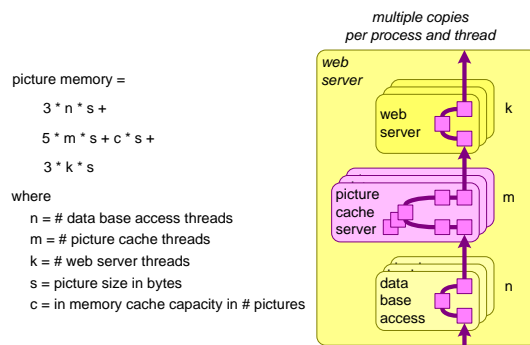 multiple copies
per process and thread
picture memory =
3 * n * s +
5 * m * s + c * s +
3 * k * s
where
n = # data base access threads
m = # picture cache threads
k = # web server threads
s = picture size in bytes
c = in memory cache capacity in # pictures
web
server
web
server
k
picture
cache
server
m
data
base
access
n